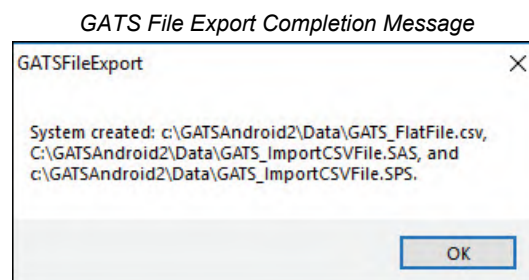 GATS File Export Completion Message
GATSFileExport
System created: c:\GATSAndroid2\Data\GATS_FlatFile.csv,
C:\GATSAndroid2\Data\GATS_ImportCSVFile.SAS, and
c:\GATSAndroid2\Data\GATS_ImportCSVFile.SPS.
OK